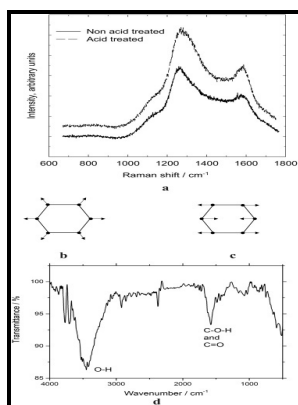 Intensity, arbitrary units
Non acid treated
Acid treated
600 800 1000 1200 1400 1600 1800
Raman shift / cm⁻¹
a
b
c
Transmittance / %
100
95
90
85
O-H
C-O-H
and
C=O
4000 3000 2000 1000
Wavenumber / cm⁻¹
d